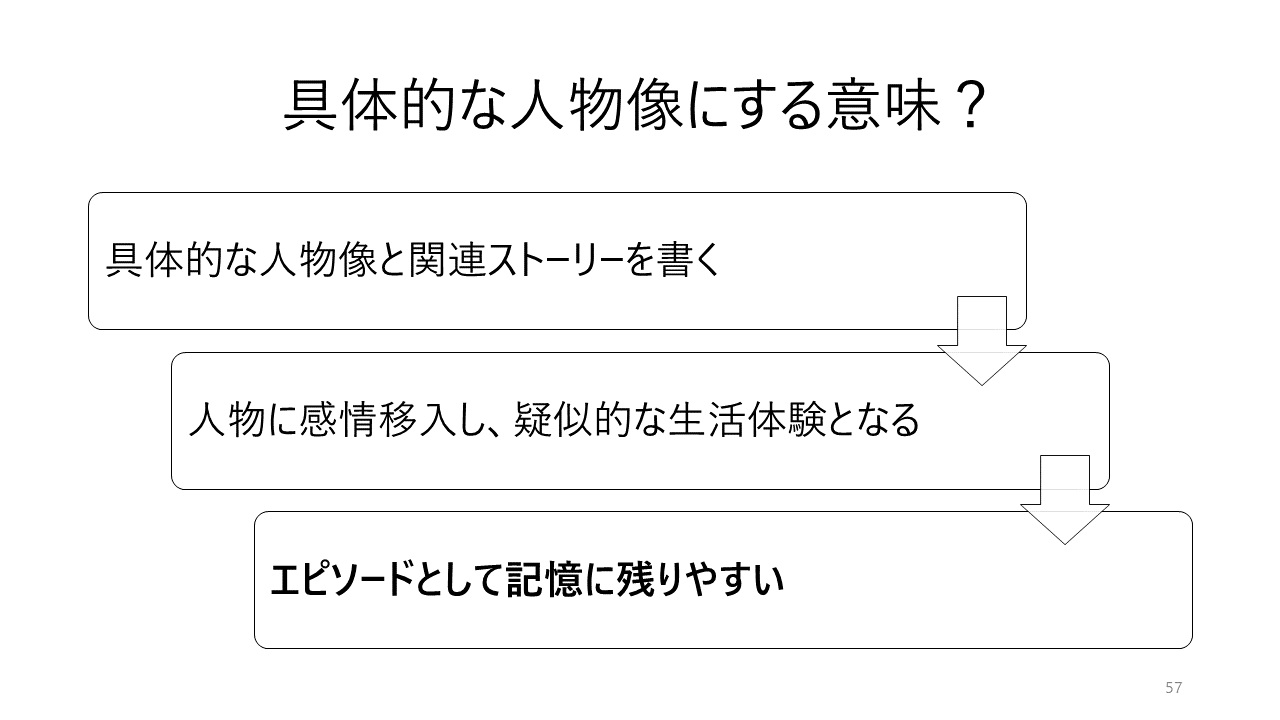 具体的な人物像にする意味？
具体的な人物像と関連ストーリーを書く
人物に感情移入し、疑似的な生活体験となる
エピソードとして記憶に残りやすい
57